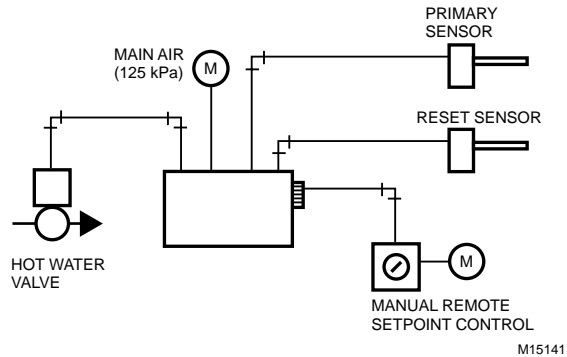 PRIMARY
SENSOR
MAIN AIR
(125 kPa)
M
RESET SENSOR
HOT WATER
VALVE
M
MANUAL REMOTE
SETPOINT CONTROL
M15141